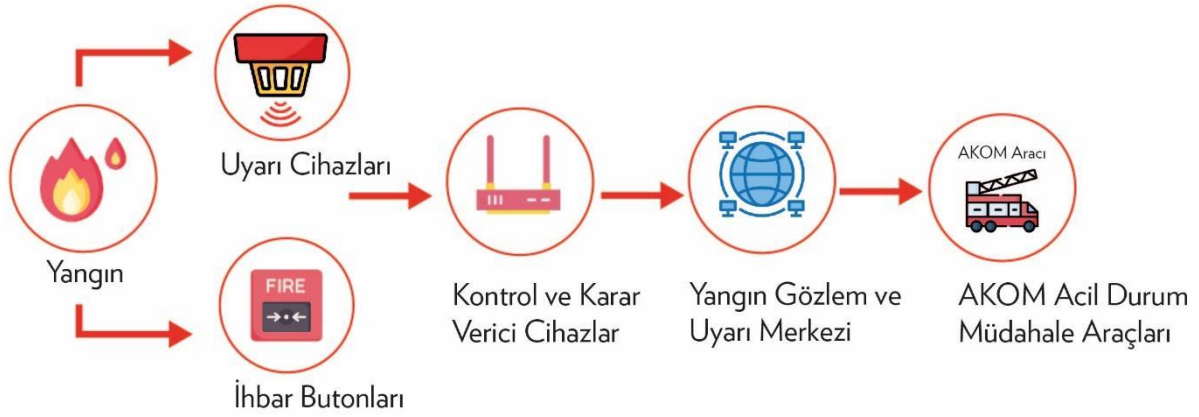 Uyarı Cihazları
Yangın
FIRE
İhbar Butonları
Kontrol ve Karar
Verici Cihazlar
Yangın Gözlem ve
Uyarı Merkezi
AKOM Aracı
AKOM Acil Durum
Müdahale Araçları